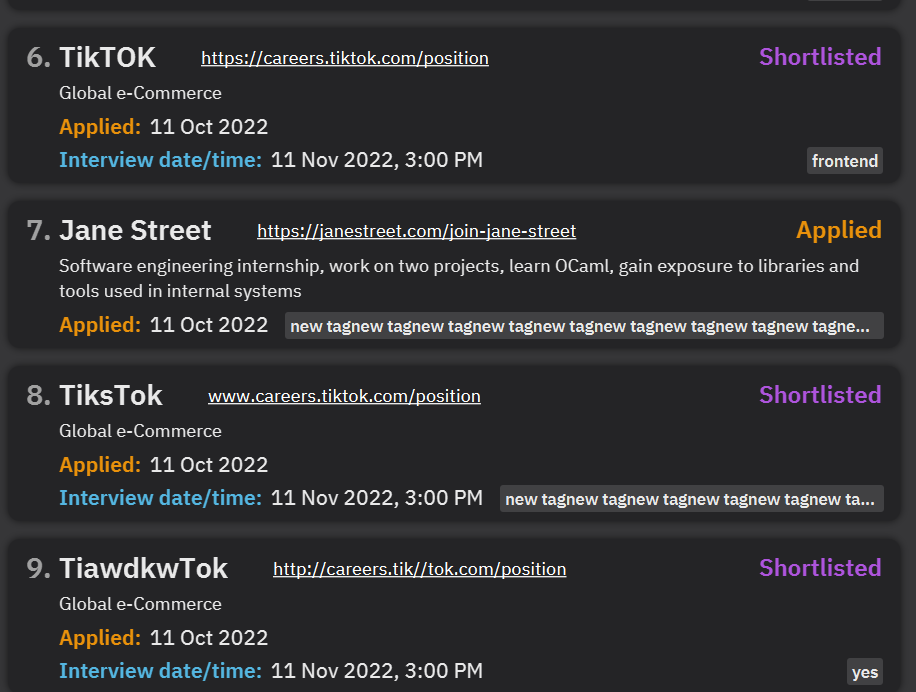 6. TikTOK https://careers.tiktok.com/position Shortlisted
Global e-Commerce
Applied: 11 Oct 2022
Interview date/time: 11 Nov 2022, 3:00 PM frontend
7. Jane Street https://janestreet.com/join-jane-street Applied
Software engineering internship, work on two projects, learn OCaml, gain exposure to libraries and
tools used in internal systems
Applied: 11 Oct 2022 new tagnew tagnew tagnew tagnew tagnew tagnew tagnew tagnew tagne...
8. TiksTok www.careers.tiktok.com/position Shortlisted
Global e-Commerce
Applied: 11 Oct 2022
Interview date/time: 11 Nov 2022, 3:00 PM new tagnew tagnew tagnew tagnew tagnew ta...
9. TiawdkwTok http://careers.tik//tok.com/position Shortlisted
Global e-Commerce
Applied: 11 Oct 2022
Interview date/time: 11 Nov 2022, 3:00 PM yes